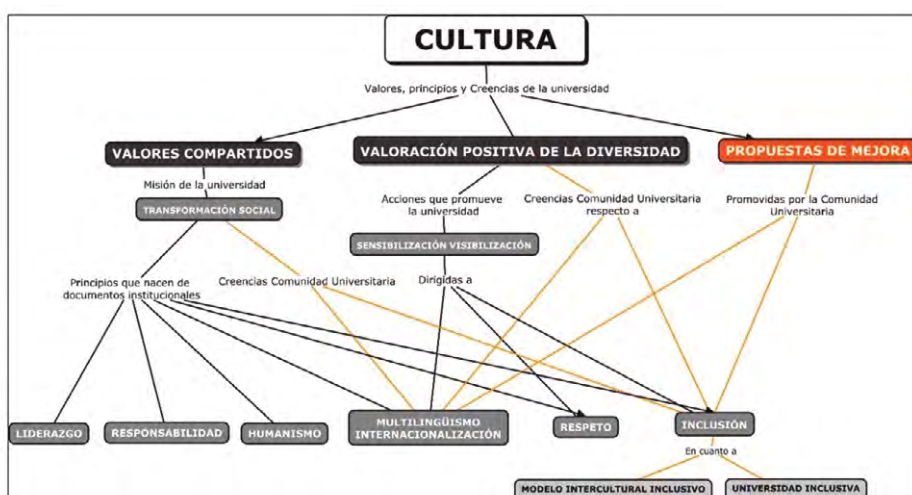 CULTURA
Valores, principios y Creencias de la universidad
VALORES COMPARTIDOS
VALORACIÓN POSITIVA DE LA DIVERSIDAD
PROPUESTAS DE MEJORA
Misión de la universidad
TRANSFORMACIÓN SOCIAL
Acciones que promueve
la universidad
Creencias Comunidad Universitaria
respecto a
Promovidas por la Comunidad
Universitaria
SENSIBILIZACIÓN VISIBILIZACIÓN
Principios que nacen de
documentos institucionales
Creencias Comunidad Universitaria
Dirigidas a
LIDERAZGO
RESPONSABILIDAD
HUMANISMO
MULTILINGÜISMO
INTERNACIONALIZACIÓN
RESPETO
INCLUSIÓN
En cuanto a
MODELO INTERCULTURAL INCLUSIVO
UNIVERSIDAD INCLUSIVA